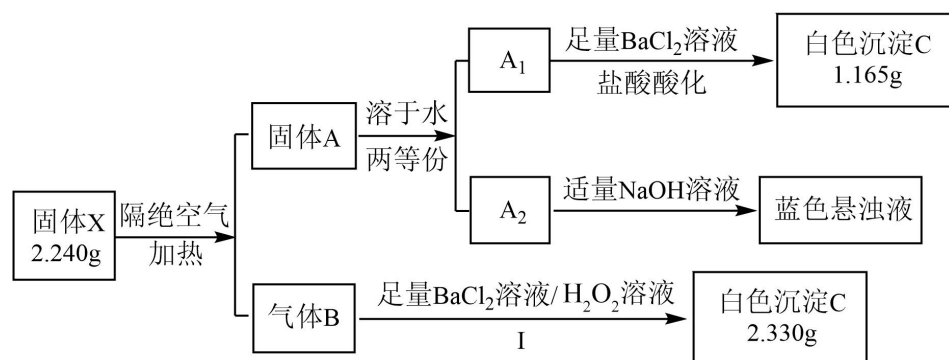 足量BaCl₂溶液
盐酸酸化
白色沉淀C
1.165g
A₁
溶于水
两等份
固体A
固体X
2.240g
隔绝空气
加热
A₂
适量NaOH溶液
蓝色悬浊液
气体B
足量BaCl₂溶液/H₂O₂溶液
I
白色沉淀C
2.330g